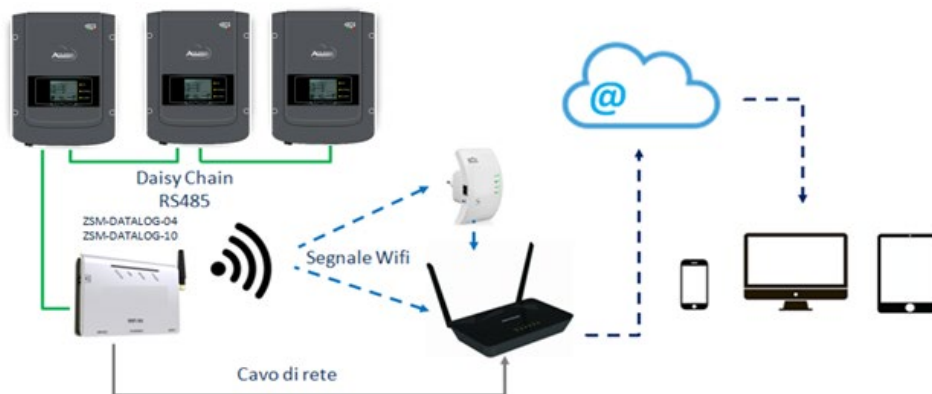 @
Daisy Chain
RS485
ZSM-DATALOG-04
ZSM-DATALOG-10
Segnale Wifi
Cavo di rete